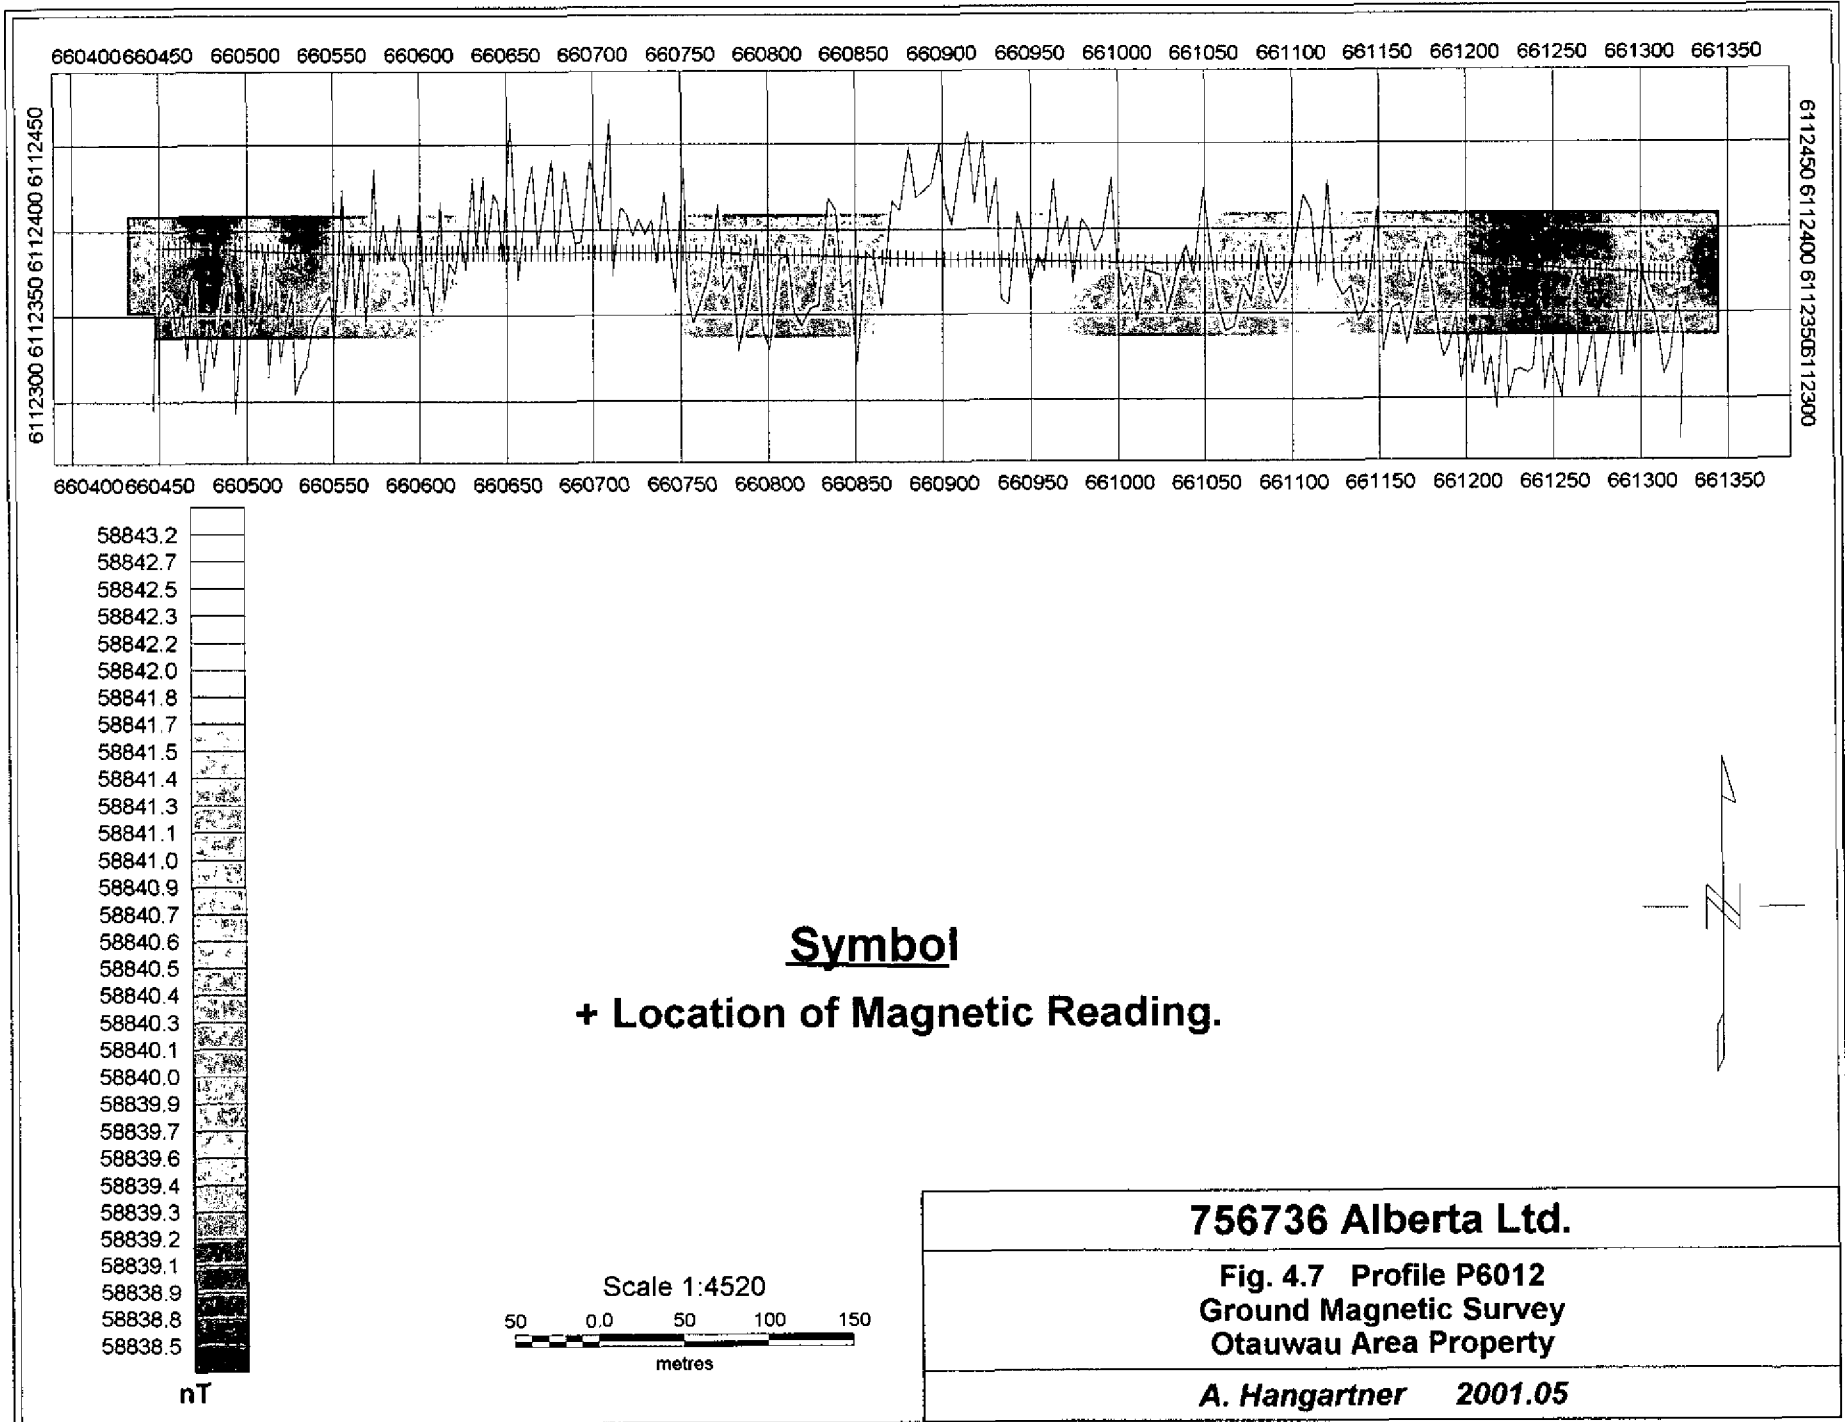 660400 660450 660500 660550 660600 660650 660700 660750 660800 660850 660900 660950 661000 661050 661100 661150 661200 661250 661300 661350
6112300 6112350 6112400 6112450
6112450 6112400 6112350 6112300
660400 660450 660500 660550 660600 660650 660700 660750 660800 660850 660900 660950 661000 661050 661100 661150 661200 661250 661300 661350
58843.2
58842.7
58842.5
58842.3
58842.2
58842.0
58841.8
58841.7
58841.5
58841.4
58841.3
58841.1
58841.0
58840.9
58840.7
58840.6
58840.5
58840.4
58840.3
58840.1
58840.0
58839.9
58839.7
58839.6
58839.4
58839.3
58839.2
58839.1
58838.9
58838.8
58838.5
nT
Symbol
+ Location of Magnetic Reading.
N
Scale 1:4520
50 0.0 50 100 150
metres
756736 Alberta Ltd.
Fig. 4.7 Profile P6012
Ground Magnetic Survey
Otauwau Area Property
A. Hangartner 2001.05